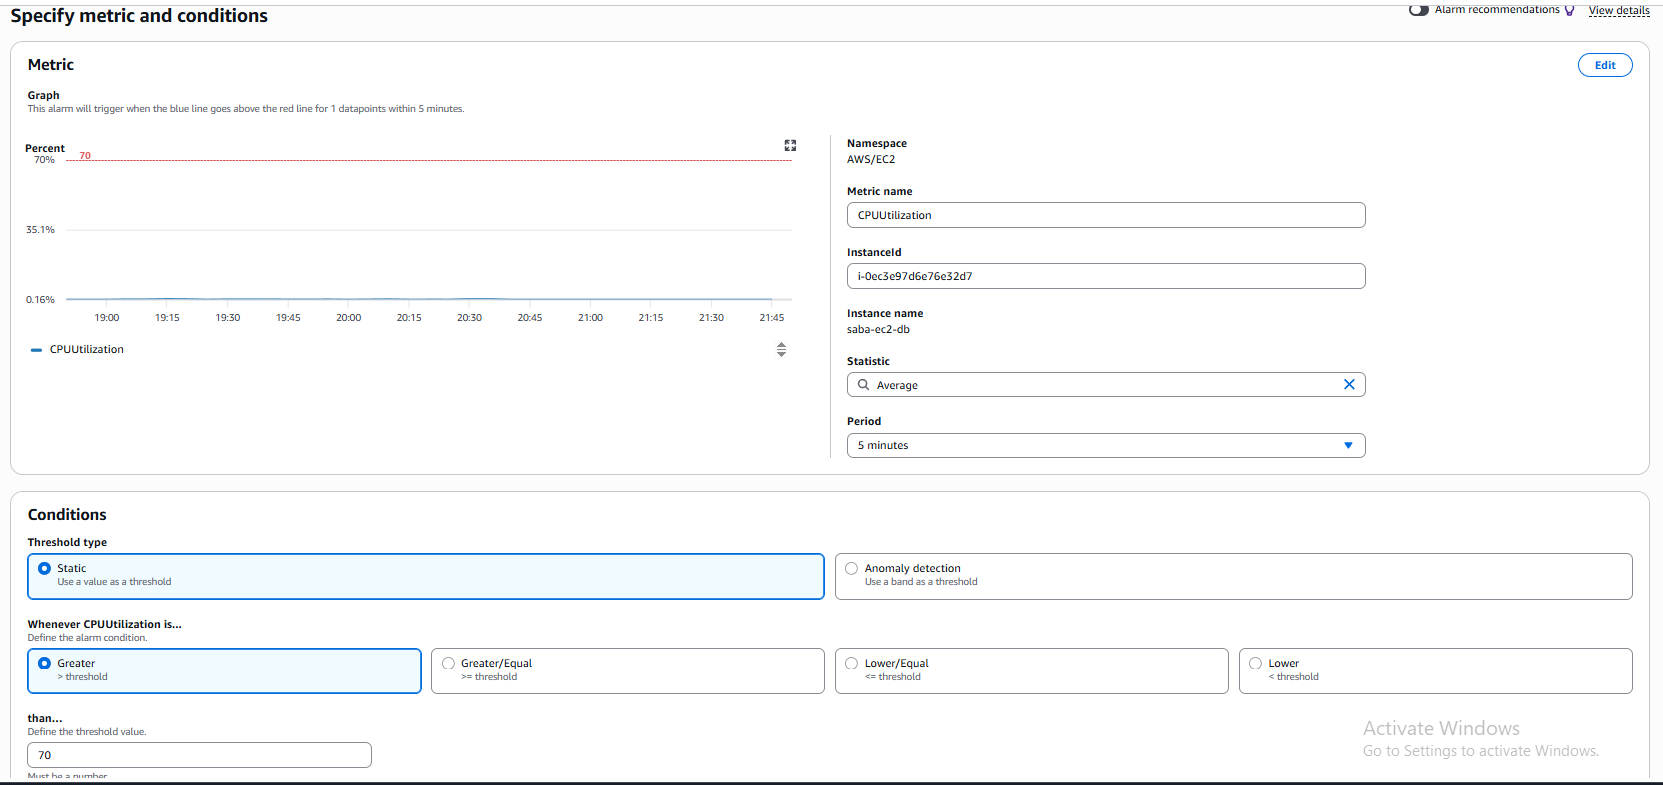 Specify metric and conditions
Alarm recommendations
View details
Metric
Edit
Graph
This alarm will trigger when the blue line goes above the red line for 1 datapoints within 5 minutes.
Percent
70%
70
35.1%
0.16%
19:00 19:15 19:30 19:45 20:00 20:15 20:30 20:45 21:00 21:15 21:30 21:45
CPUUtilization
Namespace
AWS/EC2
Metric name
CPUUtilization
InstanceId
i-0ec3e97d6e76e32d7
Instance name
saba-ec2-db
Statistic
Average
Period
5 minutes
Conditions
Threshold type
Static
Use a value as a threshold
Anomaly detection
Use a band as a threshold
Whenever CPUUtilization is...
Define the alarm condition.
Greater
> threshold
Greater/Equal
>= threshold
Lower/Equal
<= threshold
Lower
< threshold
than...
Define the threshold value.
70
Must be a number
Activate Windows
Go to Settings to activate Windows.